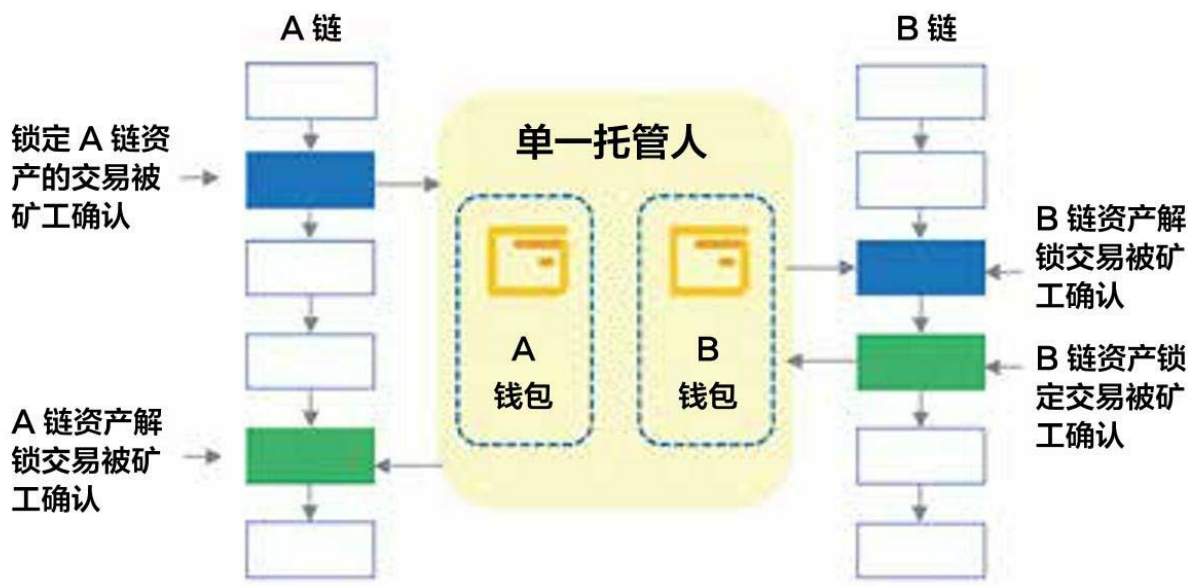 A 链
B 链
锁定 A 链资
产的交易被
矿工确认
单一托管人
B 链资产解
锁交易被矿
工确认
A
钱包
B
钱包
B 链资产锁
定交易被矿
工确认
A 链资产解
锁交易被矿
工确认